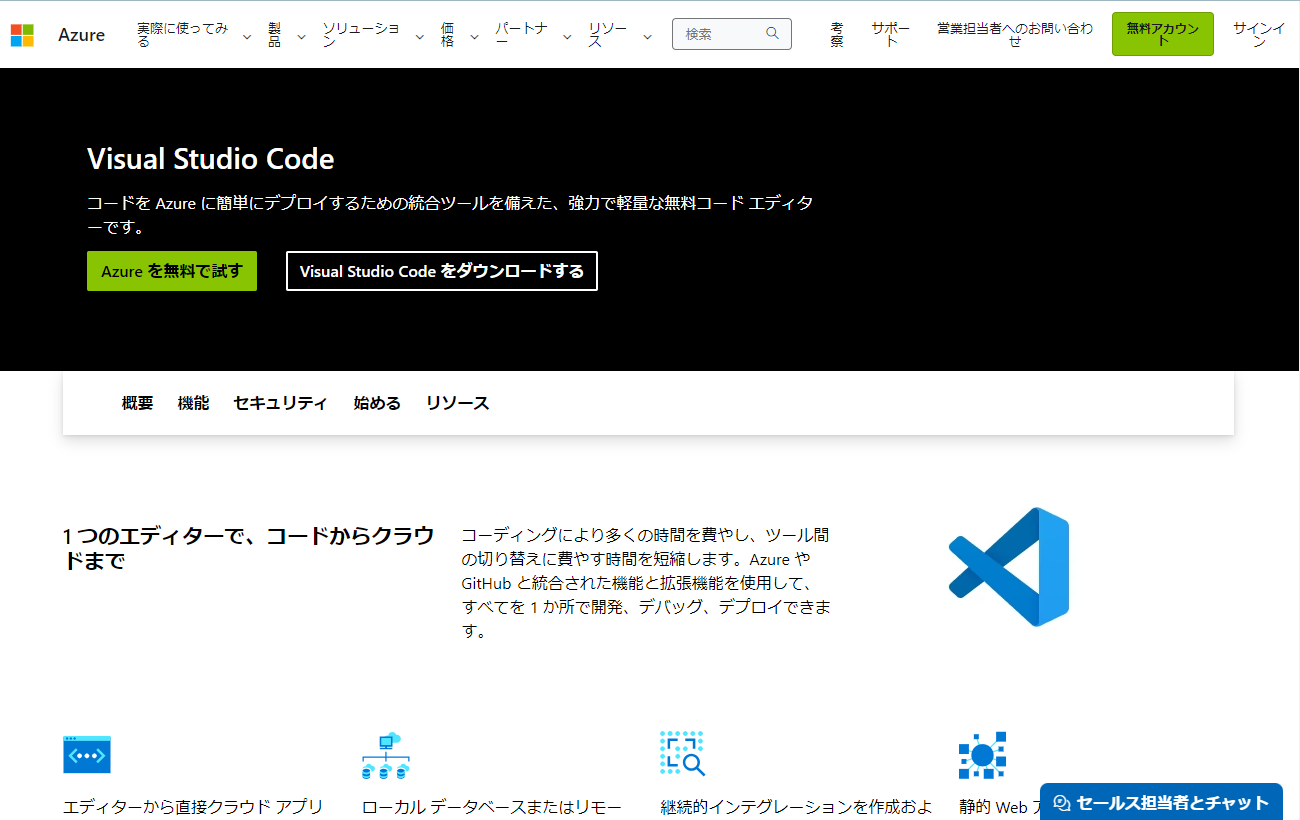 Azure
実際に使ってみ
る
製
品
ソリューショ
ン
価
格
パートナ
ー
リソー
ス
検索
考
察
サポー
ト
営業担当者へのお問い合わ
せ
無料アカウン
ト
サインイ
ン
Visual Studio Code
コードを Azure に簡単にデプロイするための統合ツールを備えた、強力で軽量な無料コード エディタ
ーです。
Azure を無料で試す
Visual Studio Code をダウンロードする
概要 機能 セキュリティ 始める リソース
1 つのエディターで、コードからクラウ
ドまで
コーディングにより多くの時間を費やし、ツール間
の切り替えに費やす時間を短縮します。Azure や
GitHub と統合された機能と拡張機能を使用して、
すべてを 1 か所で開発、デバッグ、デプロイできま
す。
エディターから直接クラウド アプリ
ローカル データベースまたはリモー
継続的インテグレーションを作成およ
静的 Web
セールス担当者とチャット